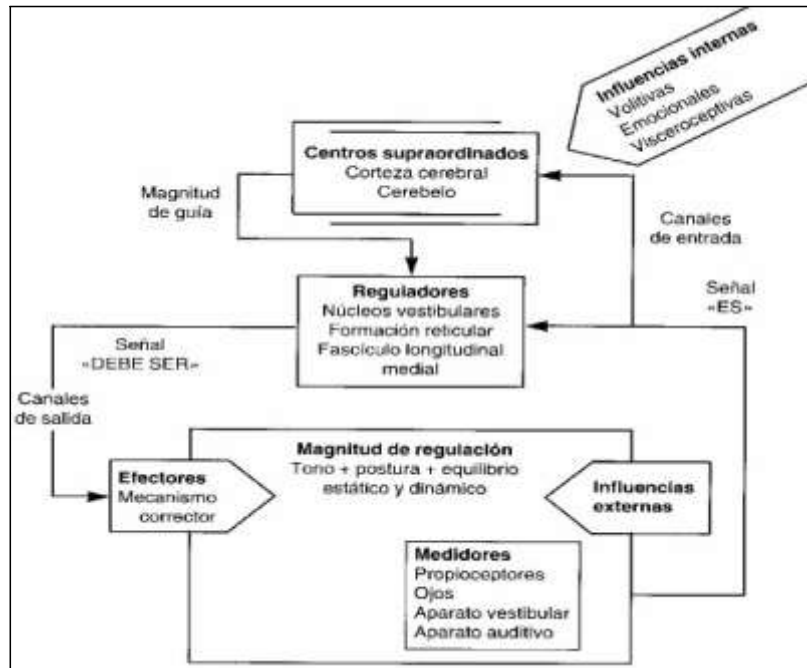 Influencias internas
Volitivas
Emocionales
Visceroceptivas
Centros supraordinados
Corteza cerebral
Cerebelo
Magnitud
de guía
Canales
de entrada
Reguladores
Núcleos vestibulares
Formación reticular
Fascículo longitudinal
medial
Señal
«ES»
Señal
«DEBE SER»
Canales
de salida
Magnitud de regulación
Tono + postura + equilibrio
estático y dinámico
Efectores
Mecanismo
corrector
Influencias
externas
Medidores
Propioceptores
Ojos
Aparato vestibular
Aparato auditivo